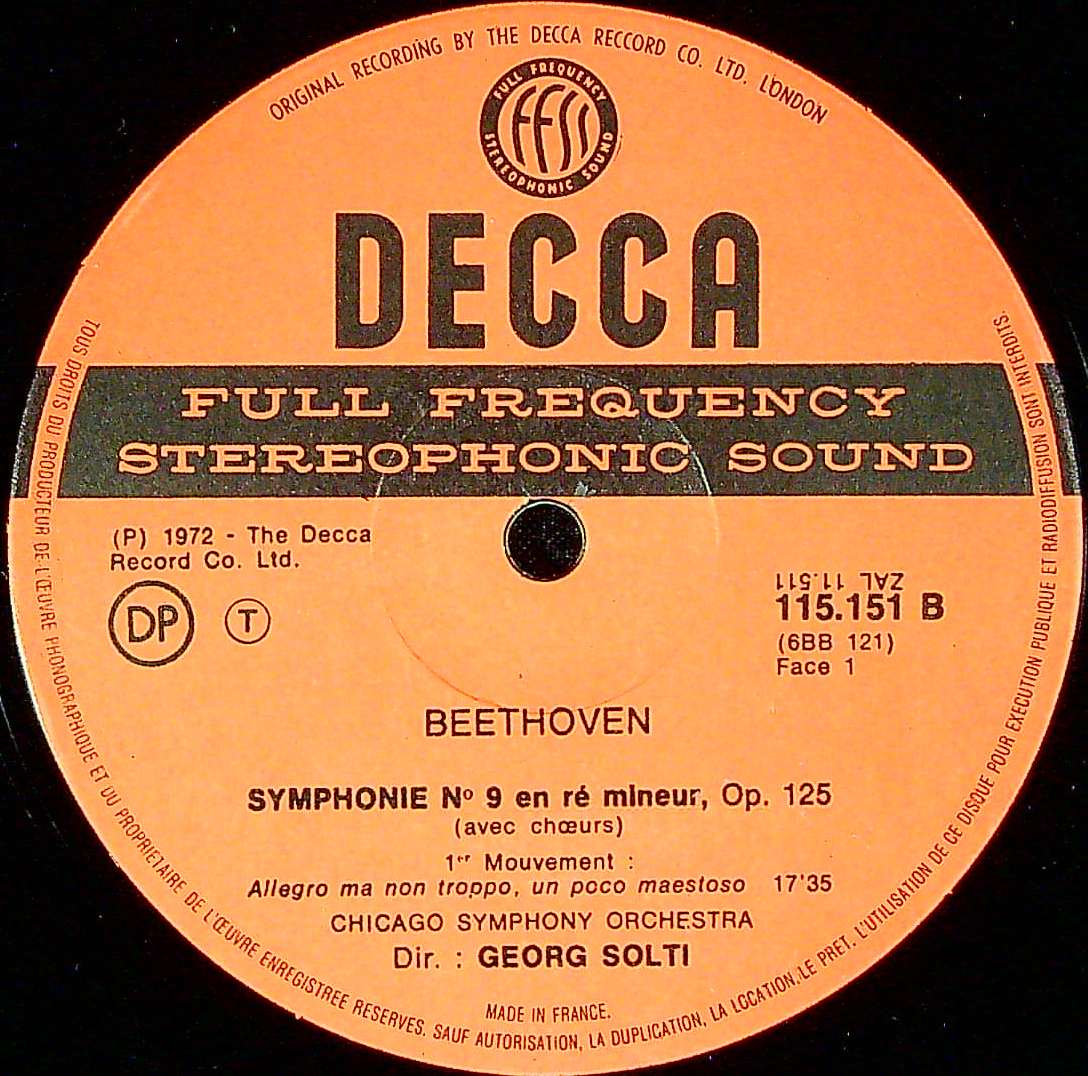 ORIGINAL RECORDING BY THE DECCA RECCORD CO. LTD. LONDON
FULL FREQUENCY
FFSS
STEREOPHONIC SOUND
DECCA
FULL FREQUENCY
STEREOPHONIC SOUND
(P) 1972 - The Decca
Record Co. Ltd.
DP T
ZAL 11.511
115.151 B
(6BB 121)
Face 1
BEETHOVEN
SYMPHONIE Nº 9 en ré mineur, Op. 125
(avec chœurs)
1er Mouvement :
Allegro ma non troppo, un poco maestoso 17'35
CHICAGO SYMPHONY ORCHESTRA
Dir. : GEORG SOLTI
MADE IN FRANCE.
TOUS DROITS DU PRODUCTEUR DE L'ŒUVRE PHONOGRAPHIQUE ET DU PROPRIETAIRE DE L'ŒUVRE ENREGISTREE RESERVES. SAUF AUTORISATION, LA DUPLICATION, LA LOCATION, LE PRET, L'UTILISATION DE CE DISQUE POUR EXECUTION PUBLIQUE ET RADIODIFFUSION SONT INTERDITS.